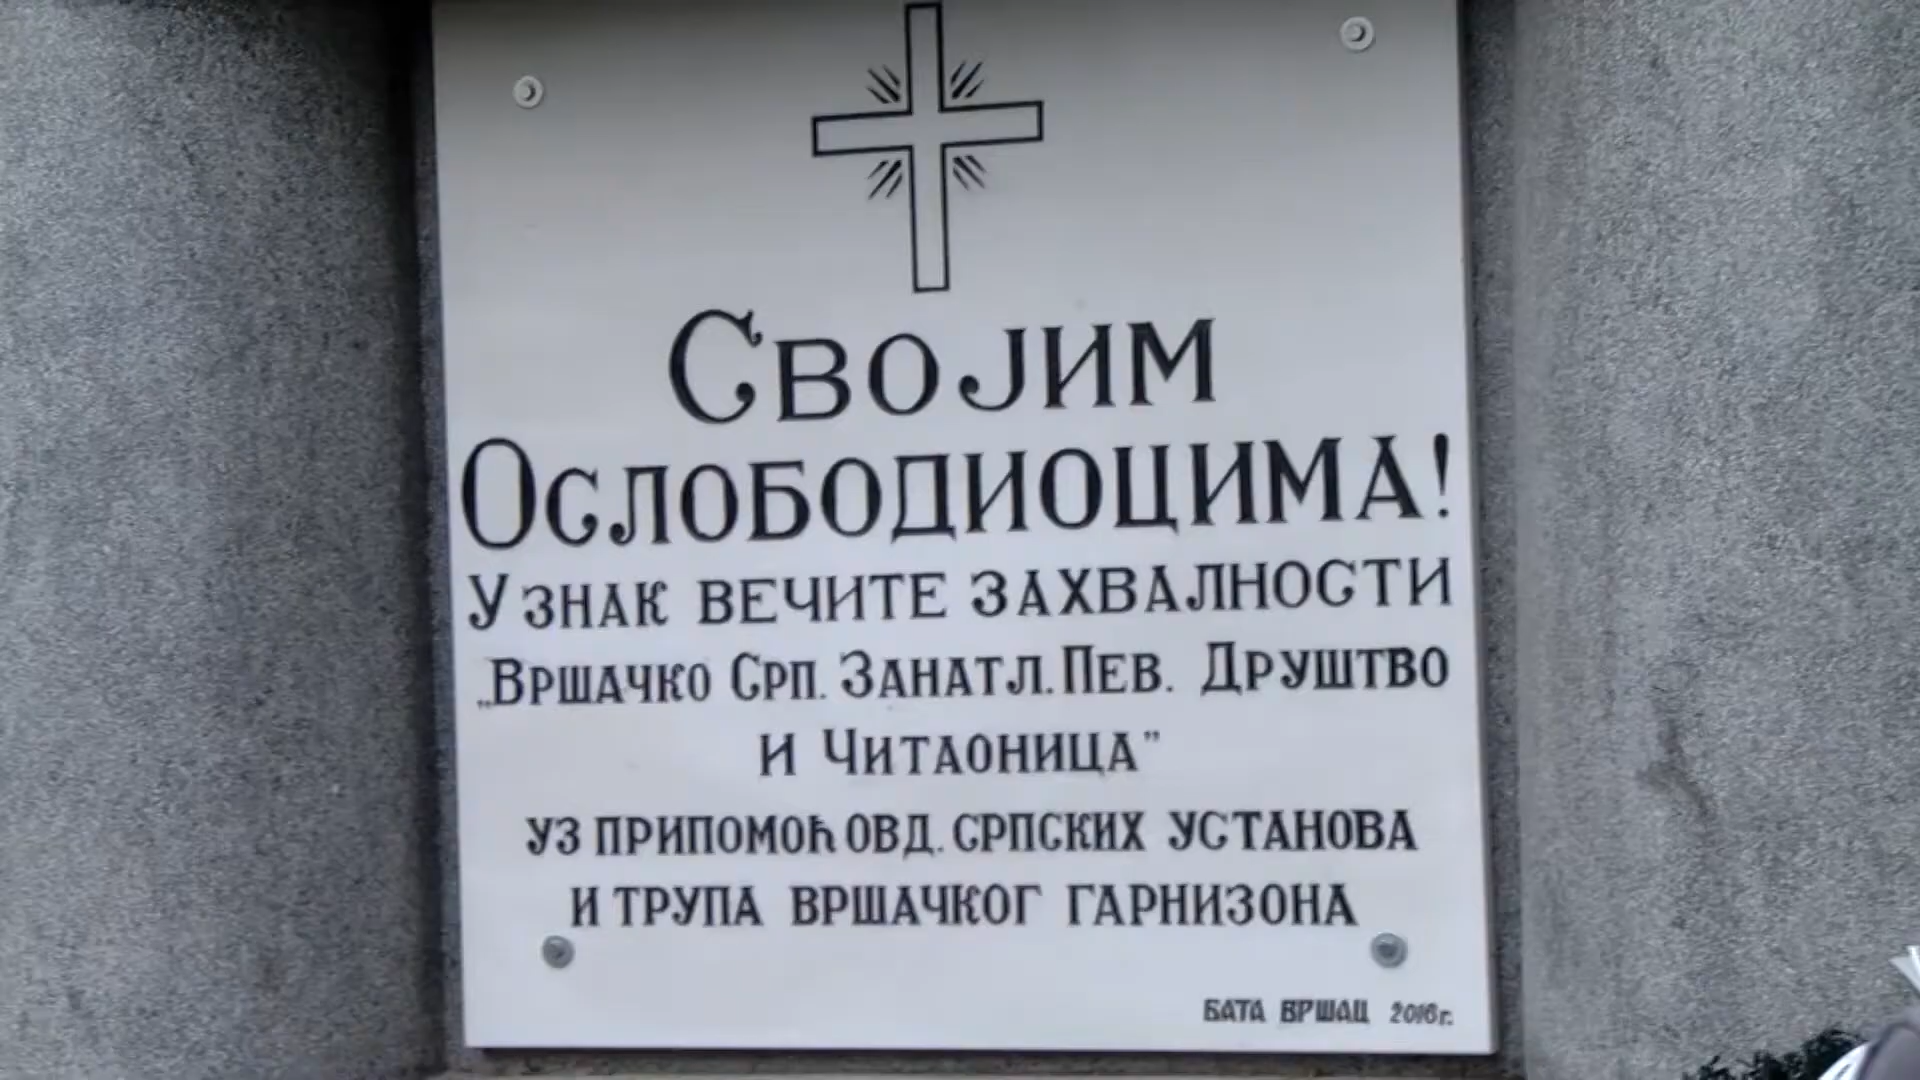 Својим
Ослободиоцима!
У знак вечите захвалности
„Вршачко Срп. Занатл. Пев. Друштво
и Читаоница”
уз припомоћ овд. српских установа
и трупа вршачког гарнизона
БАТА ВРШАЦ 2016г.